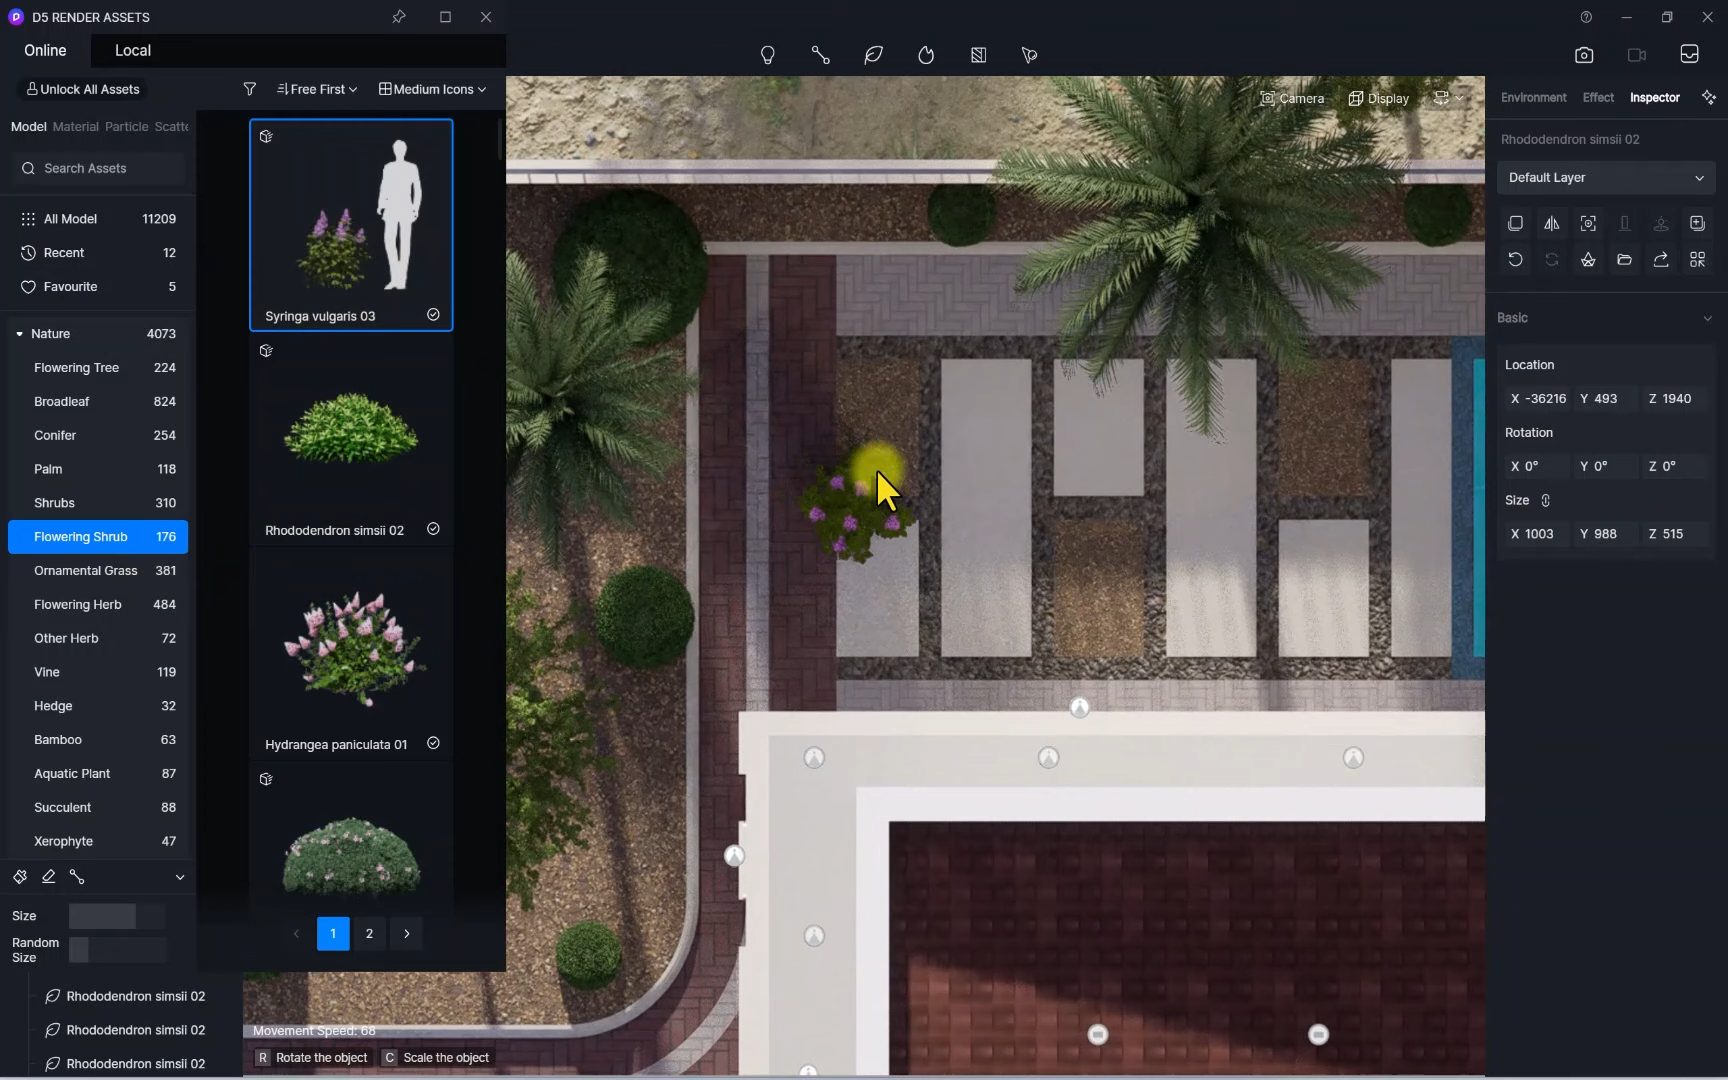 D5 RENDER ASSETS
Online Local
Unlock All Assets
Free First
Medium Icons
Model Material Particle Scatte
Search Assets
All Model 11209
Recent 12
Favourite 5
Nature 4073
Flowering Tree 224
Broadleaf 824
Conifer 254
Palm 118
Shrubs 310
Flowering Shrub 176
Ornamental Grass 381
Flowering Herb 484
Other Herb 72
Vine 119
Hedge 32
Bamboo 63
Aquatic Plant 87
Succulent 88
Xerophyte 47
Size
Random
Size
Rhododendron simsii 02
Rhododendron simsii 02
Rhododendron simsii 02
Syringa vulgaris 03
Rhododendron simsii 02
Hydrangea paniculata 01
1 2
Movement Speed: 68
R Rotate the object C Scale the object
Camera Display
Environment Effect Inspector
Rhododendron simsii 02
Default Layer
Basic
Location
X -36216 Y 493 Z 1940
Rotation
X 0° Y 0° Z 0°
Size
X 1003 Y 988 Z 515